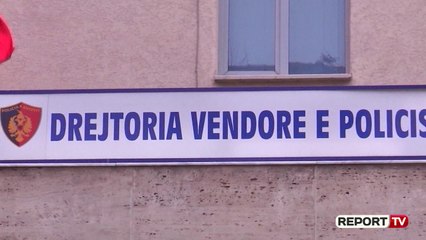 DREJTORIA VENDORE E POLICIS
REPORT TV